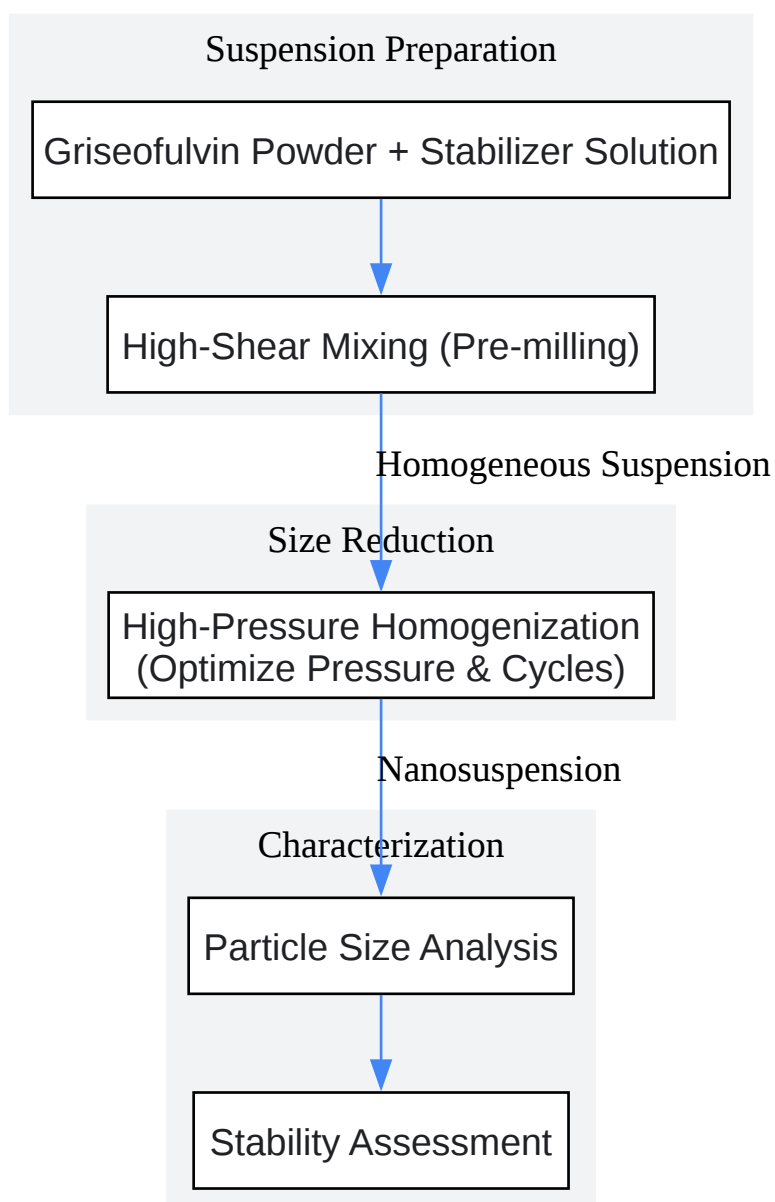 Suspension Preparation
Griseofulvin Powder + Stabilizer Solution
High-Shear Mixing (Pre-milling)
Homogeneous Suspension
Size Reduction
High-Pressure Homogenization
(Optimize Pressure & Cycles)
Nanosuspension
Characterization
Particle Size Analysis
Stability Assessment